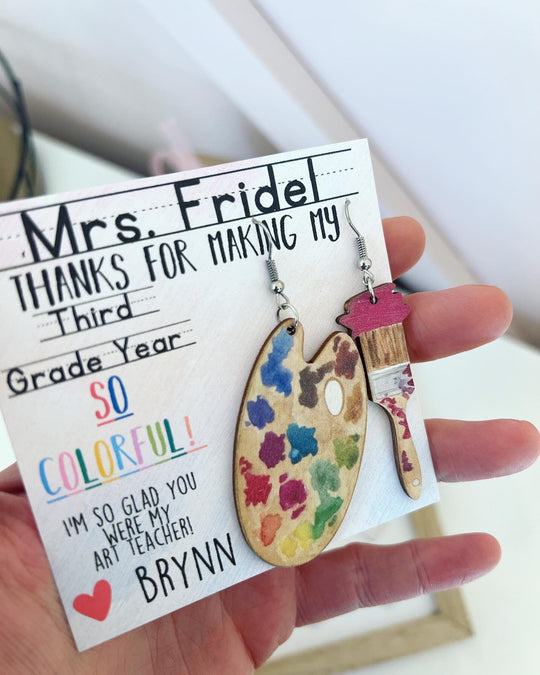 Mrs. Fridel
THANKS FOR MAKING MY
Third
Grade Year
SO
COLORFUL!
I'M SO GLAD YOU
WERE MY
ART TEACHER!
BRYNN